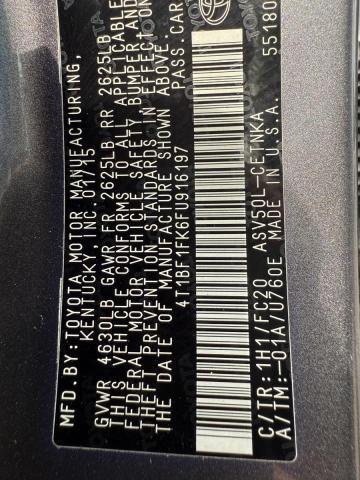 MFD.BY:TOYOTA MOTOR MANUFACTURING,
KENTUCKY, INC.01/15
GVWR 4630LB GAWR FR 2625LB RR 2625LB
THIS VEHICLE CONFORMS TO ALL APPLICABLE
FEDERAL MOTOR VEHICLE SAFETY, BUMPER AND
THEFT PREVENTION STANDARDS IN EFFECT ON
THE DATE OF MANUFACTURE SHOWN ABOVE.
4T1BF1FK6FU916197 PASS.CAR
C/TR:1H1/FC20 ASV50L-CETNKA
A/TM:-01A/U760E MADE IN U.S.A.
55180